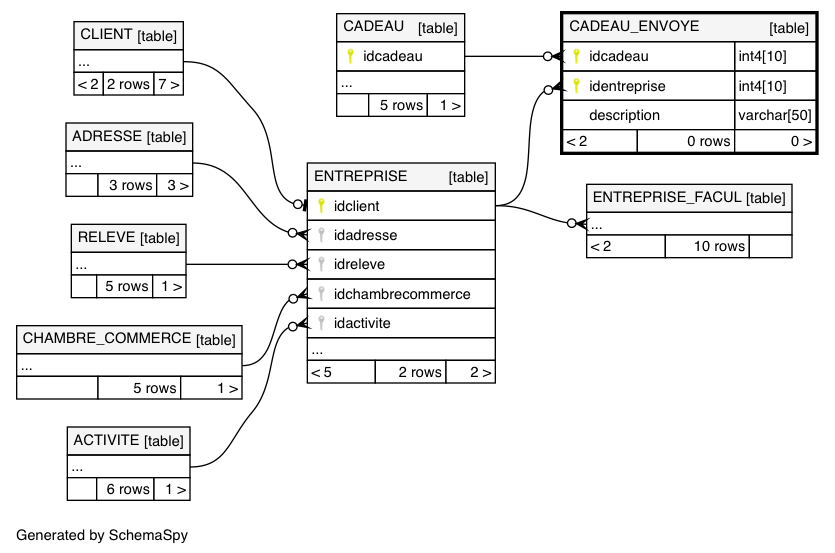 CLIENT [table]
...
< 2 2 rows 7 >
ADRESSE [table]
...
3 rows 3 >
RELEVE [table]
...
5 rows 1 >
CHAMBRE_COMMERCE [table]
...
5 rows 1 >
ACTIVITE [table]
...
6 rows 1 >
CADEAU [table]
idcadeau
...
5 rows 1 >
ENTREPRISE [table]
idclient
idadresse
idreleve
idchambrecommerce
idactivite
...
< 5 2 rows 2 >
CADEAU_ENVOYE [table]
idcadeau int4[10]
identreprise int4[10]
description varchar[50]
< 2 0 rows 0 >
ENTREPRISE_FACUL [table]
...
< 2 10 rows
Generated by SchemaSpy